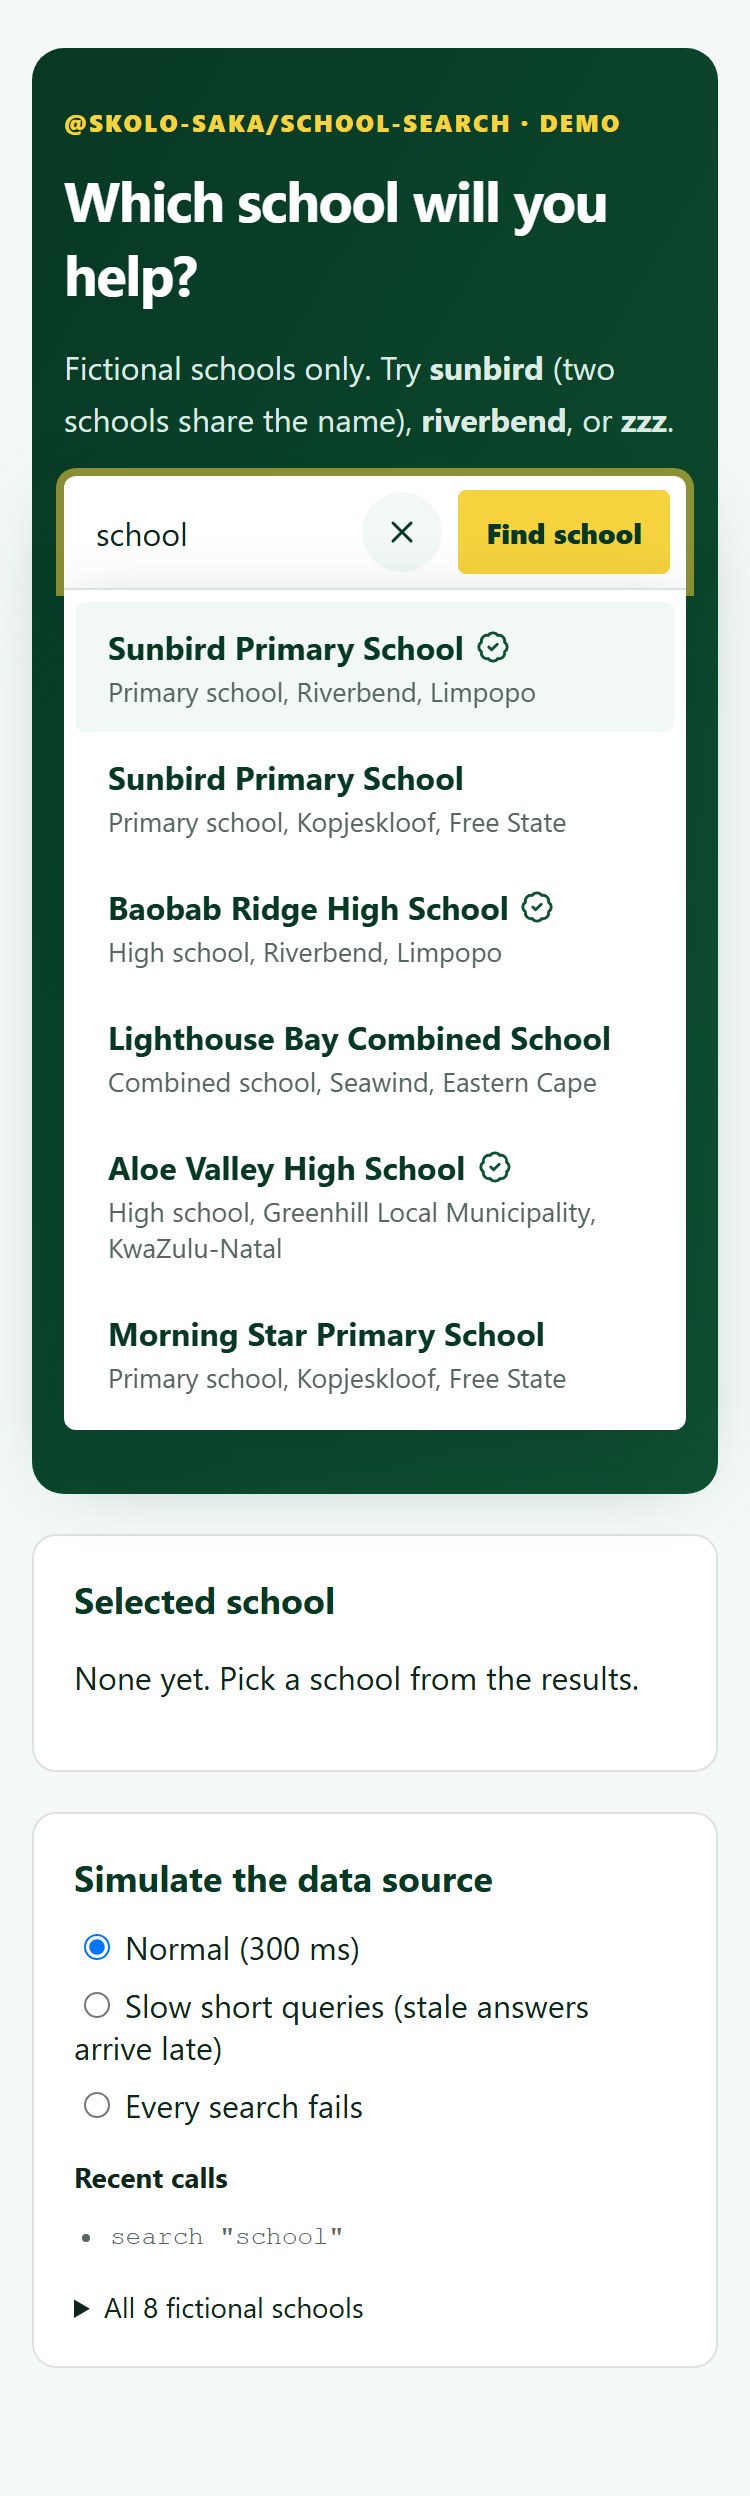 @SKOLO-SAKA/SCHOOL-SEARCH · DEMO
Which school will you
help?
Fictional schools only. Try sunbird (two
schools share the name), riverbend, or zzz.
school
Find school
Sunbird Primary School
Primary school, Riverbend, Limpopo
Sunbird Primary School
Primary school, Kopjeskloof, Free State
Baobab Ridge High School
High school, Riverbend, Limpopo
Lighthouse Bay Combined School
Combined school, Seawind, Eastern Cape
Aloe Valley High School
High school, Greenhill Local Municipality,
KwaZulu-Natal
Morning Star Primary School
Primary school, Kopjeskloof, Free State
Selected school
None yet. Pick a school from the results.
Simulate the data source
Normal (300 ms)
Slow short queries (stale answers
arrive late)
Every search fails
Recent calls
search "school"
All 8 fictional schools